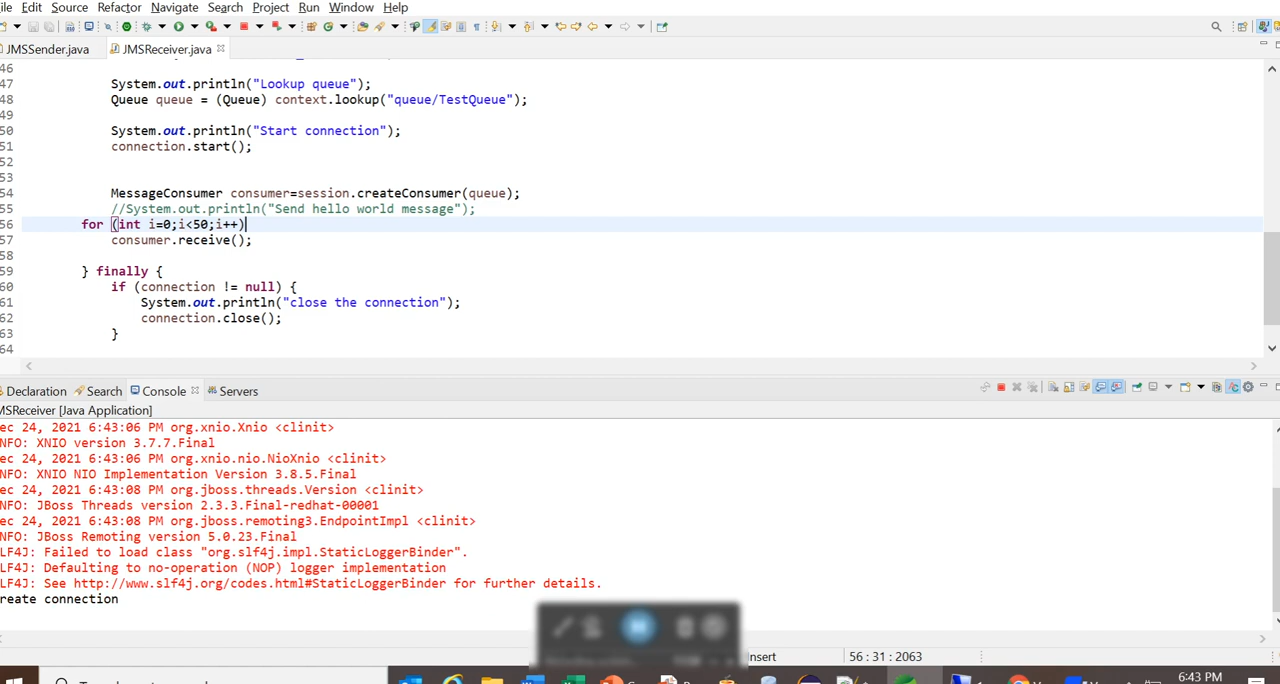 ile Edit Source Refactor Navigate Search Project Run Window Help
JMSSender.java JMSReceiver.java
46
47 System.out.println("Lookup queue");
48 Queue queue = (Queue) context.lookup("queue/TestQueue");
49
50 System.out.println("Start connection");
51 connection.start();
52
53
54 MessageConsumer consumer=session.createConsumer(queue);
55 //System.out.println("Send hello world message");
56 for (int i=0;i<50;i++)
57 consumer.receive();
58
59 } finally {
60 if (connection != null) {
61 System.out.println("close the connection");
62 connection.close();
63 }
64
Declaration Search Console Servers
MSReceiver [Java Application]
ec 24, 2021 6:43:06 PM org.xnio.Xnio <clinit>
NFO: XNIO version 3.7.7.Final
ec 24, 2021 6:43:06 PM org.xnio.nio.NioXnio <clinit>
NFO: XNIO NIO Implementation Version 3.8.5.Final
ec 24, 2021 6:43:08 PM org.jboss.threads.Version <clinit>
NFO: JBoss Threads version 2.3.3.Final-redhat-00001
ec 24, 2021 6:43:08 PM org.jboss.remoting3.EndpointImpl <clinit>
NFO: JBoss Remoting version 5.0.23.Final
LF4J: Failed to load class "org.slf4j.impl.StaticLoggerBinder".
LF4J: Defaulting to no-operation (NOP) logger implementation
LF4J: See http://www.slf4j.org/codes.html#StaticLoggerBinder for further details.
reate connection
nsert 56 : 31 : 2063
6:43 PM